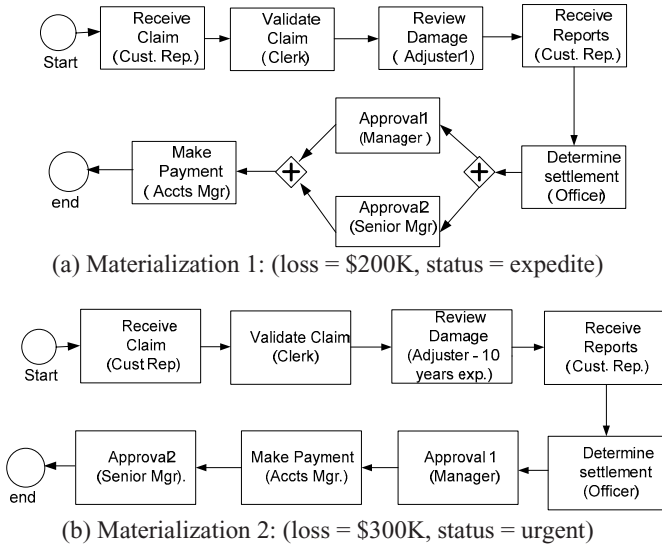 Start
Receive
Claim
(Cust. Rep.)
Validate
Claim
(Clerk)
Review
Damage
( Adjuster1)
Receive
Reports
(Cust. Rep.)
Determine
settlement
(Officer)
Approval1
(Manager )
Approval2
(Senior Mgr)
Make
Payment
( Accts Mgr)
end
(a) Materialization 1: (loss = $200K, status = expedite)
Start
Receive
Claim
(Cust Rep)
Validate Claim
(Clerk)
Review
Damage
(Adjuster - 10
years exp.)
Receive
Reports
(Cust. Rep.)
Determine
settlement
(Officer)
Approval 1
(Manager)
Make Payment
(Accts Mgr.)
Approval2
(Senior Mgr).
end
(b) Materialization 2: (loss = $300K, status = urgent)